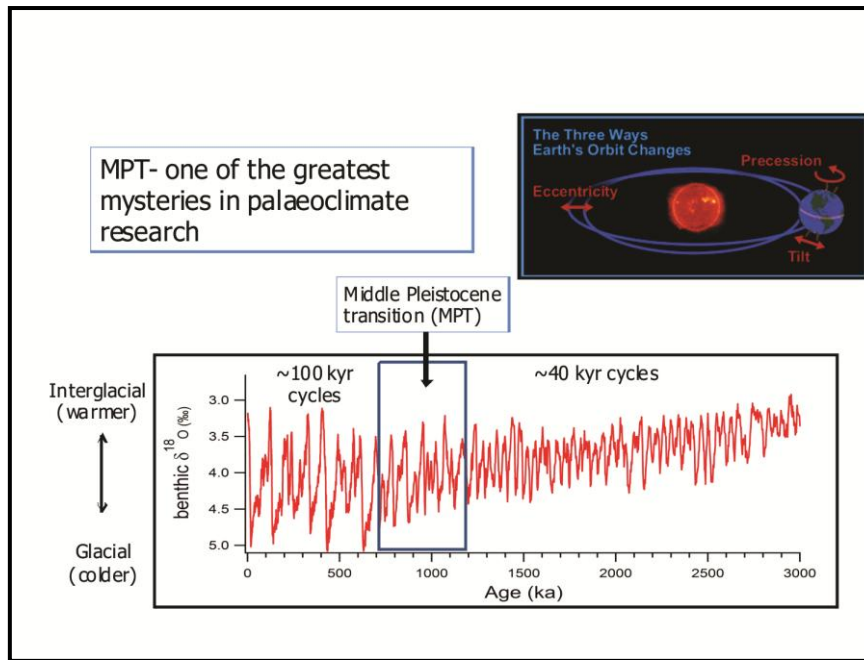 MPT- one of the greatest
mysteries in palaeoclimate
research
The Three Ways
Earth's Orbit Changes
Precession
Eccentricity
Tilt
Middle Pleistocene
transition (MPT)
~100 kyr
cycles
~40 kyr cycles
Interglacial
(warmer)
Glacial
(colder)
benthic δ¹⁸O (‰)
3.0
3.5
4.0
4.5
5.0
0
500
1000
1500
2000
2500
3000
Age (ka)